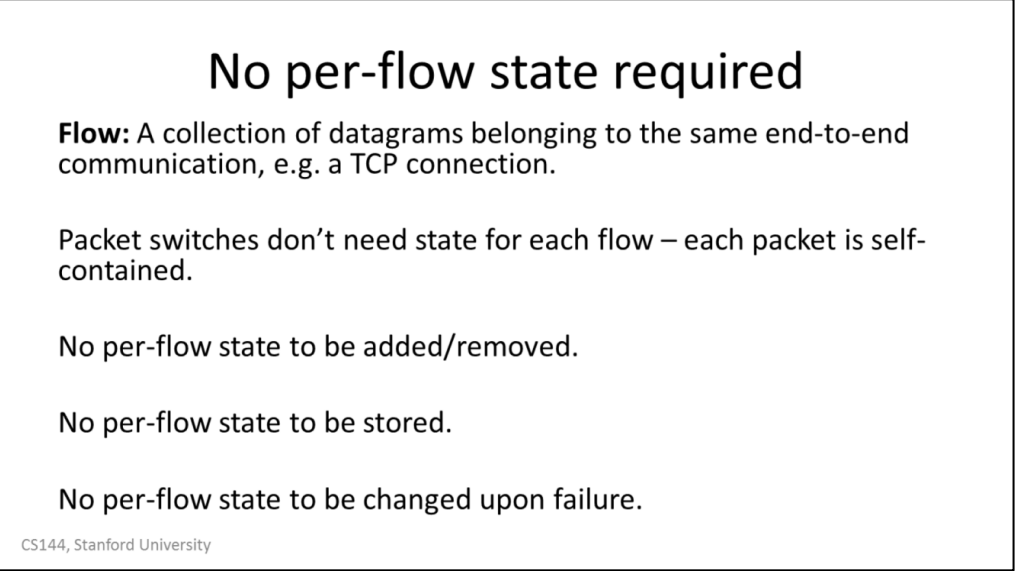 No per-flow state required
Flow: A collection of datagrams belonging to the same end-to-end
communication, e.g. a TCP connection.
Packet switches don’t need state for each flow – each packet is self-
contained.
No per-flow state to be added/removed.
No per-flow state to be stored.
No per-flow state to be changed upon failure.
CS144, Stanford University